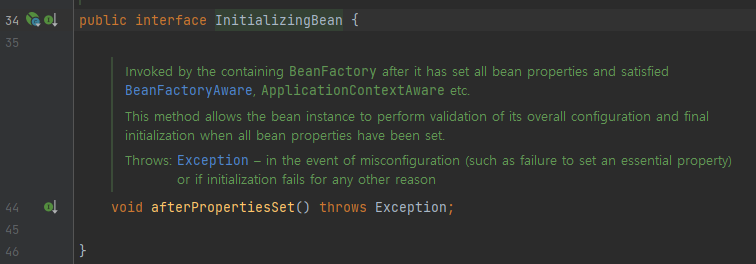 34 public interface InitializingBean {
35
Invoked by the containing BeanFactory after it has set all bean properties and satisfied
BeanFactoryAware, ApplicationContextAware etc.
This method allows the bean instance to perform validation of its overall configuration and final
initialization when all bean properties have been set.
Throws: Exception – in the event of misconfiguration (such as failure to set an essential property)
or if initialization fails for any other reason
44 void afterPropertiesSet() throws Exception;
45
46 }